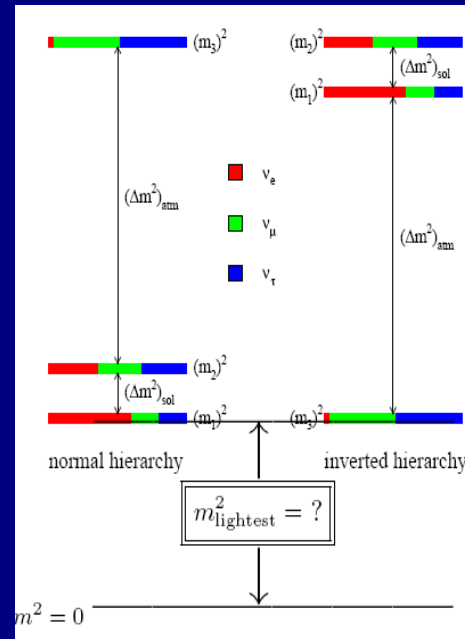 (m₃)²
(m₂)²
(Δm²)sol
(m₁)²
νe
(Δm²)atm
νμ
(Δm²)atm
ντ
(m₂)²
(Δm²)sol
(m₁)²
(m₃)²
normal hierarchy
inverted hierarchy
m²lightest = ?
m² = 0